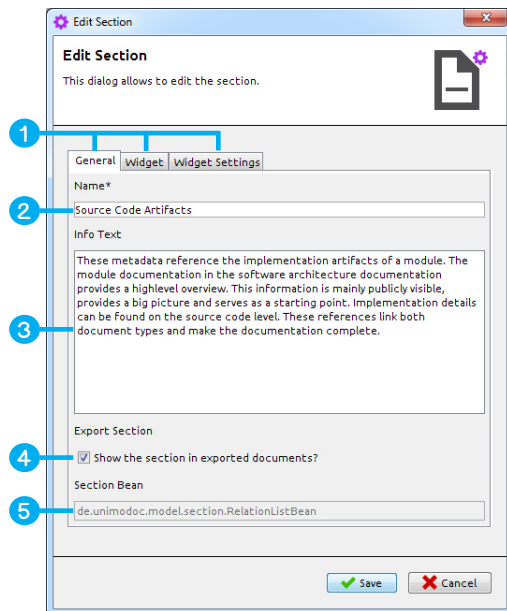 Edit Section
x
Edit Section
This dialog allows to edit the section.
1
General Widget Widget Settings
Name*
2
Source Code Artifacts
Info Text
These metadata reference the implementation artifacts of a module. The
module documentation in the software architecture documentation
provides a highlevel overview. This information is mainly publicly visible,
provides a big picture and serves as a starting point. Implementation details
can be found on the source code level. These references link both
3
document types and make the documentation complete.
Export Section
4
Show the section in exported documents?
Section Bean
5
de.unimodoc.model.section.RelationListBean
Save Cancel